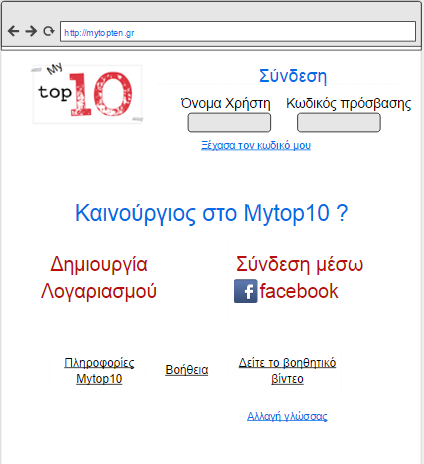 http://mytopten.gr
My
top10
Σύνδεση
Όνομα Χρήστη Κωδικός πρόσβασης
Ξέχασα τον κωδικό μου
Καινούργιος στο Mytop10 ?
Δημιουργία
Λογαριασμού
Σύνδεση μέσω
f facebook
Πληροφορίες
Mytop10
Βοήθεια
Δείτε το βοηθητικό
βίντεο
Αλλαγή γλώσσας